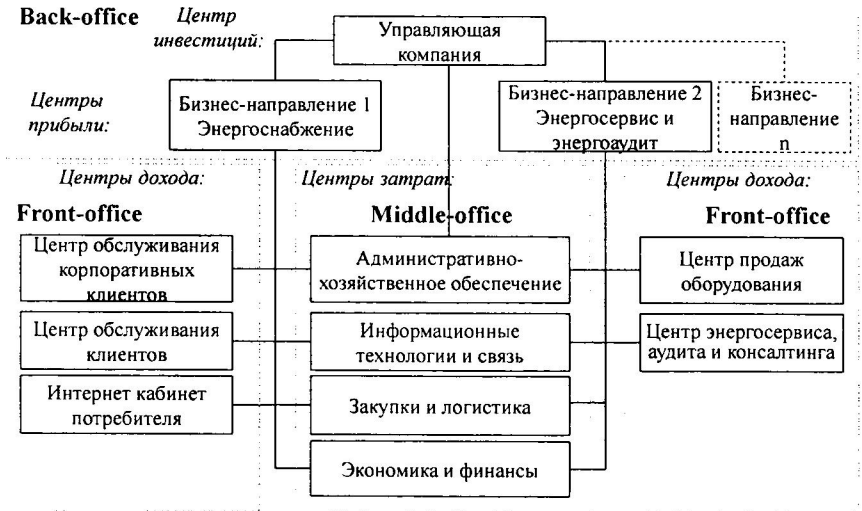 Back-office
Центр
инвестиций:
Управляющая
компания
Центры
прибыли:
Бизнес-направление 1
Энергоснабжение
Бизнес-направление 2
Энергосервис и
энергоаудит
Бизнес-
направление
n
Центры дохода:
Центры затрат:
Центры дохода:
Front-office
Middle-office
Front-office
Центр обслуживания
корпоративных
клиентов
Административно-
хозяйственное обеспечение
Центр продаж
оборудования
Центр обслуживания
клиентов
Информационные
технологии и связь
Центр энергосервиса,
аудита и консалтинга
Интернет кабинет
потребителя
Закупки и логистика
Экономика и финансы